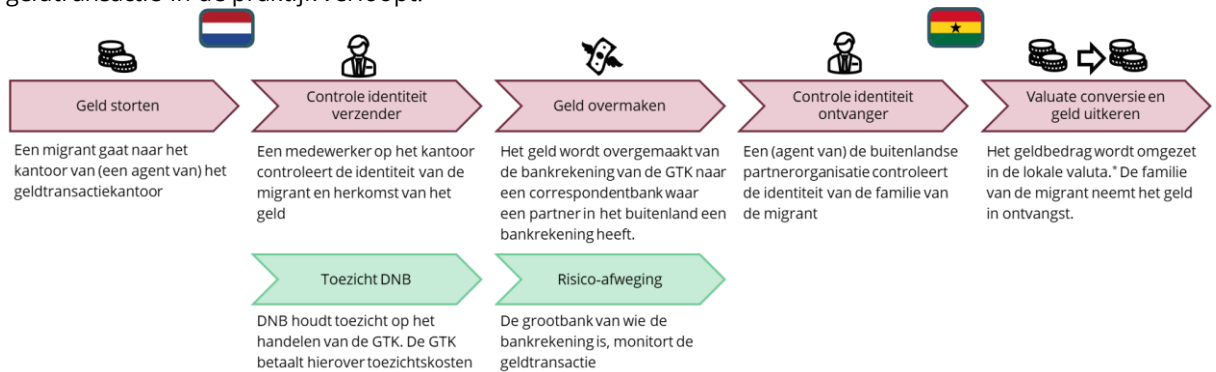 geldtransactie in de praktijk verloopt.
Geld storten
Controle identiteit
verzender
Geld overmaken
Controle identiteit
ontvanger
Valuate conversie en
geld uitkeren
Een migrant gaat naar het
kantoor van (een agent van) het
geldtransactiekantoor
Een medewerker op het kantoor
controleert de identiteit van de
migrant en herkomst van het
geld
Het geld wordt overgemaakt van
de bankrekening van de GTK naar
een correspondentbank waar
een partner in het buitenland een
bankrekening heeft.
Een (agent van) de buitenlandse
partnerorganisatie controleert
de identiteit van de familie van
de migrant
Het geldbedrag wordt omgezet
in de lokale valuta.* De familie
van de migrant neemt het geld
in ontvangst.
Toezicht DNB
Risico-afweging
DNB houdt toezicht op het
handelen van de GTK. De GTK
betaalt hierover toezichtskosten
De grootbank van wie de
bankrekening is, monitort de
geldtransactie